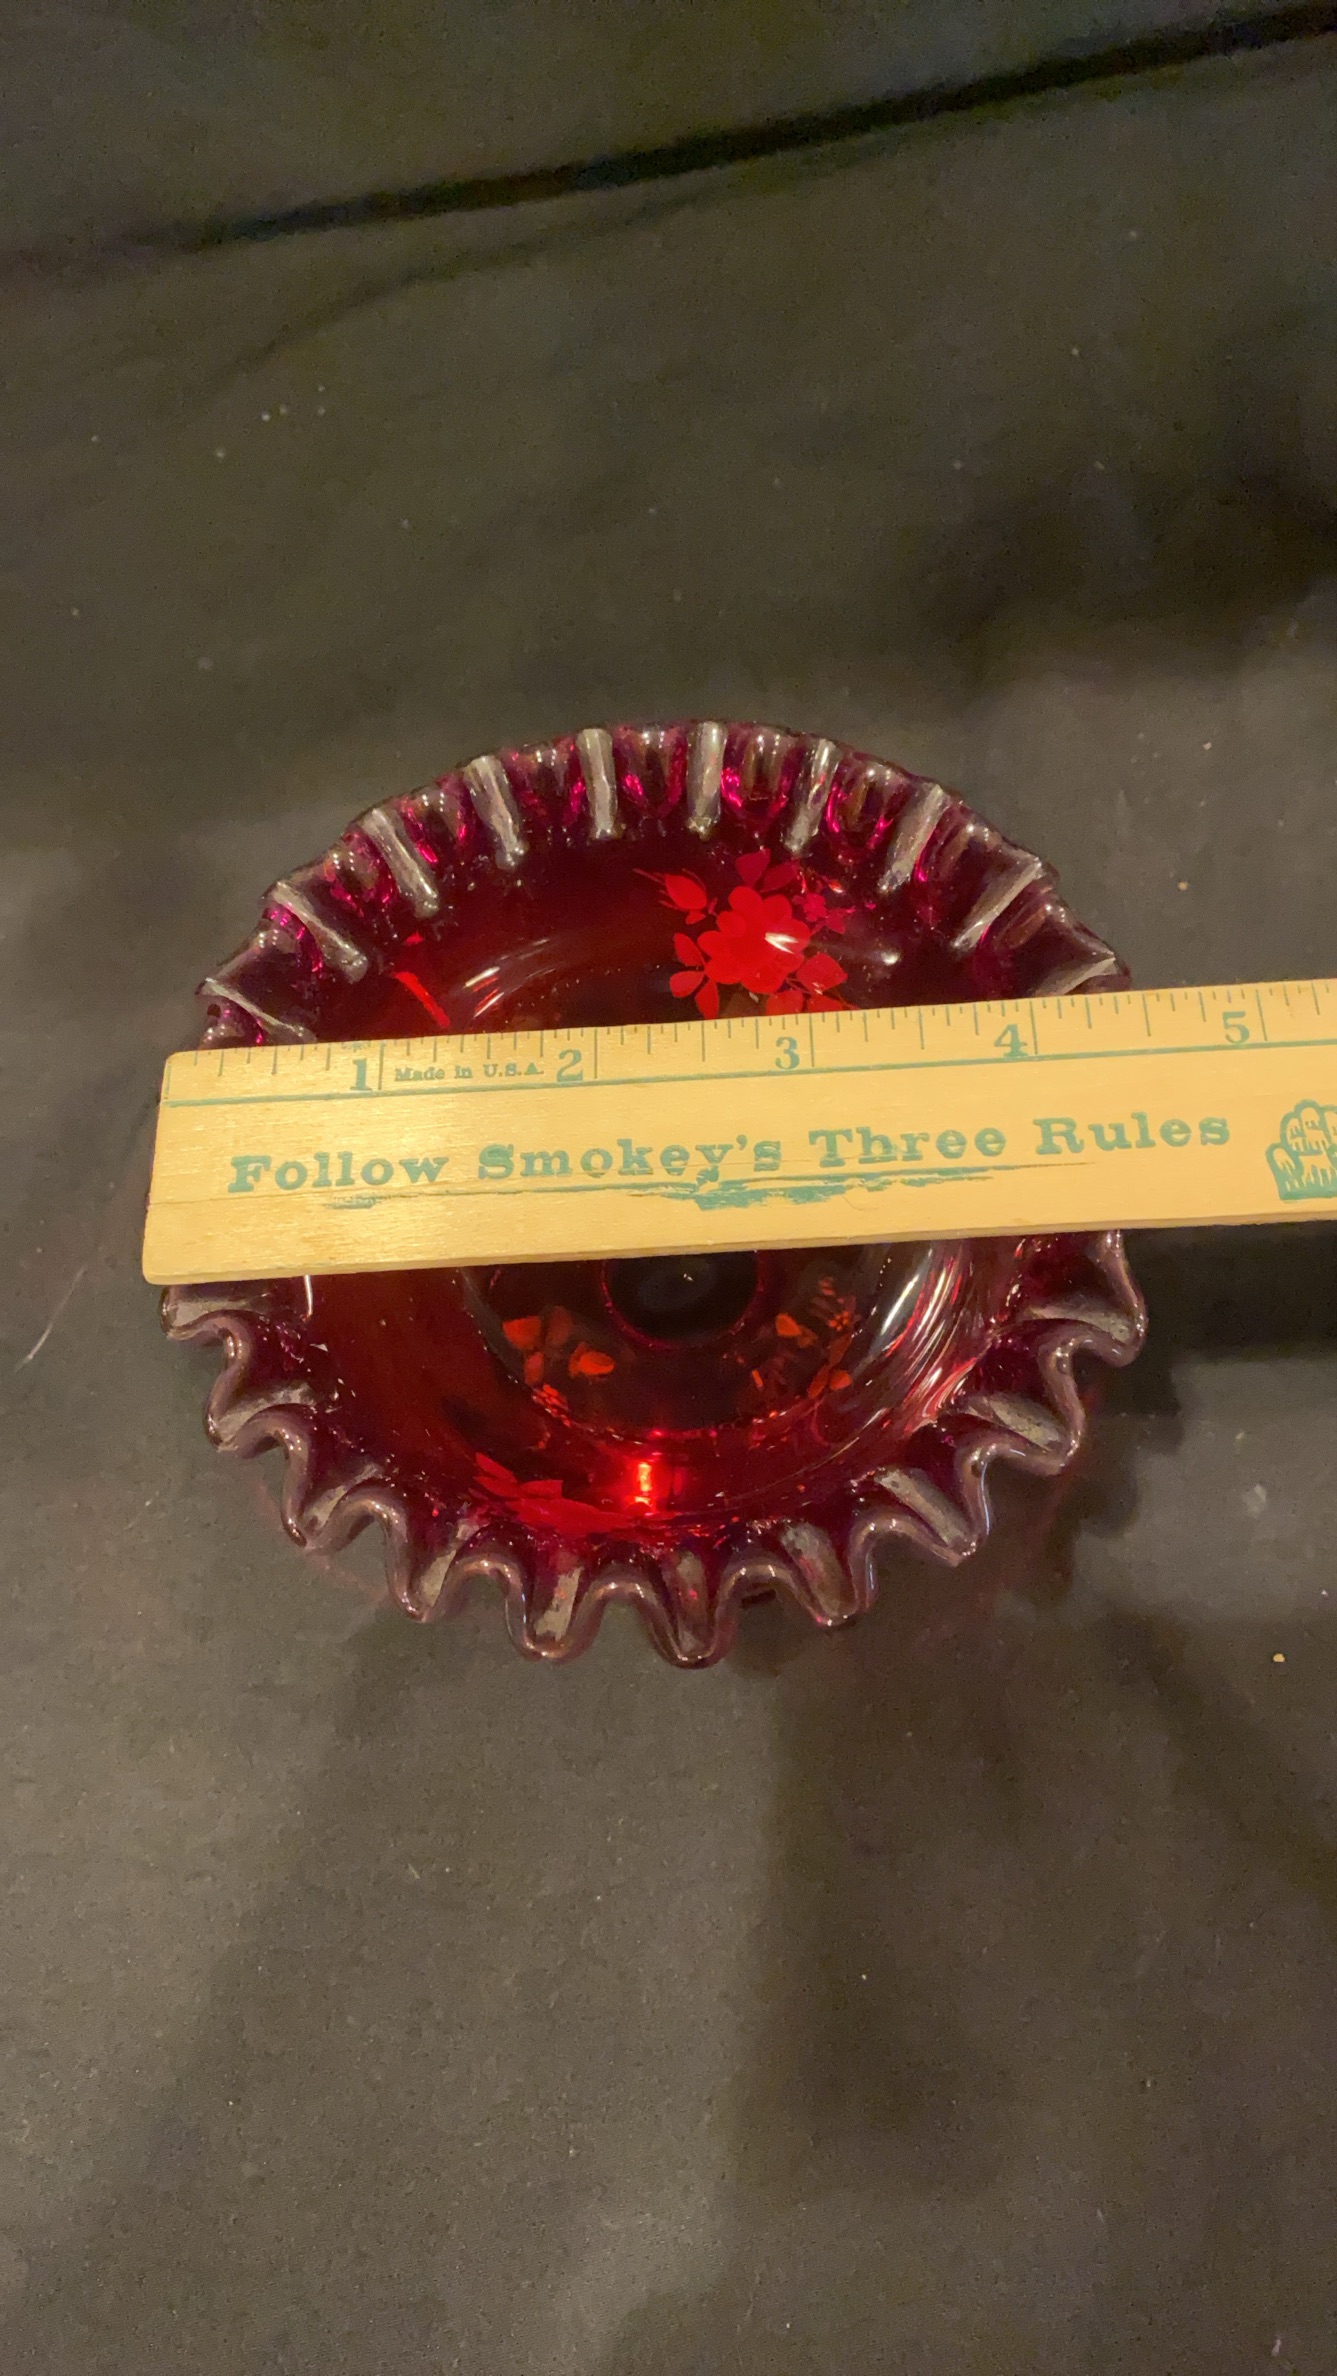 1 Made in U.S.A. 2 3 4 5
Follow Smokey's Three Rules